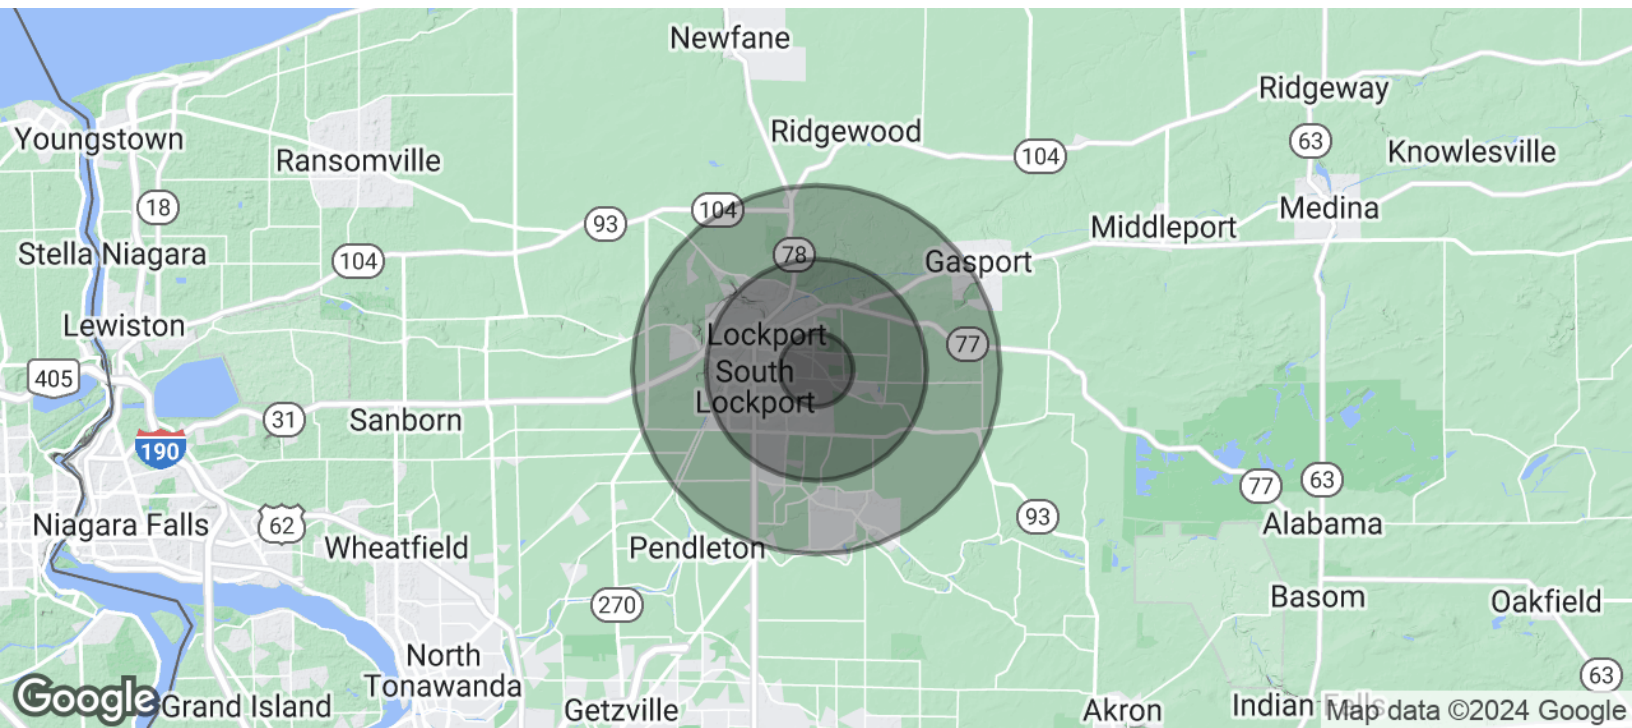 Newfane
Ridgeway
Ridgewood
Youngstown
63
104
Knowlesville
Ransomville
18
104
93
Medina
Middleport
Stella Niagara
78
104
Gasport
Lewiston
Lockport
77
405
South
Lockport
31
Sanborn
190
63
77
93
Niagara Falls
62
Alabama
Wheatfield
Pendleton
270
Basom
Oakfield
North
Tonawanda
63
Google
Grand Island
Getzville
Akron
Indian Falls
Map data ©2024 Google